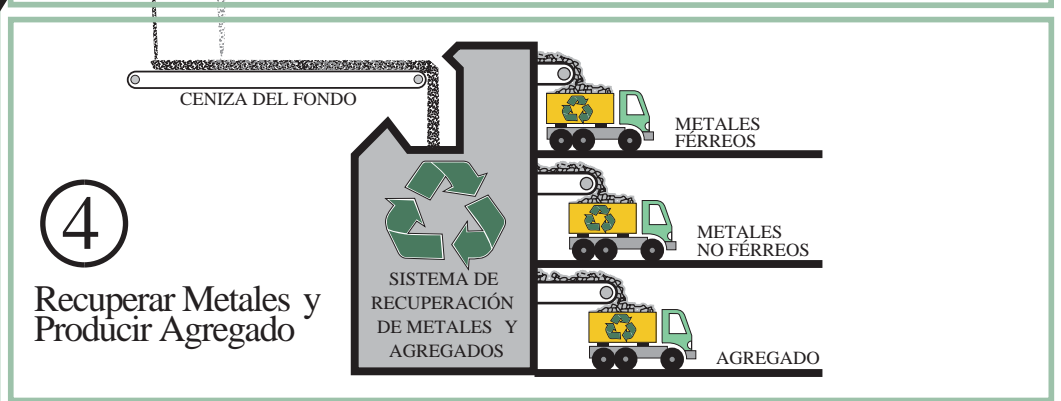 CENIZA DEL FONDO
METALES
FÉRREOS
4
METALES
NO FÉRREOS
Recuperar Metales y
Producir Agregado
SISTEMA DE
RECUPERACIÓN
DE METALES Y
AGREGADOS
AGREGADO